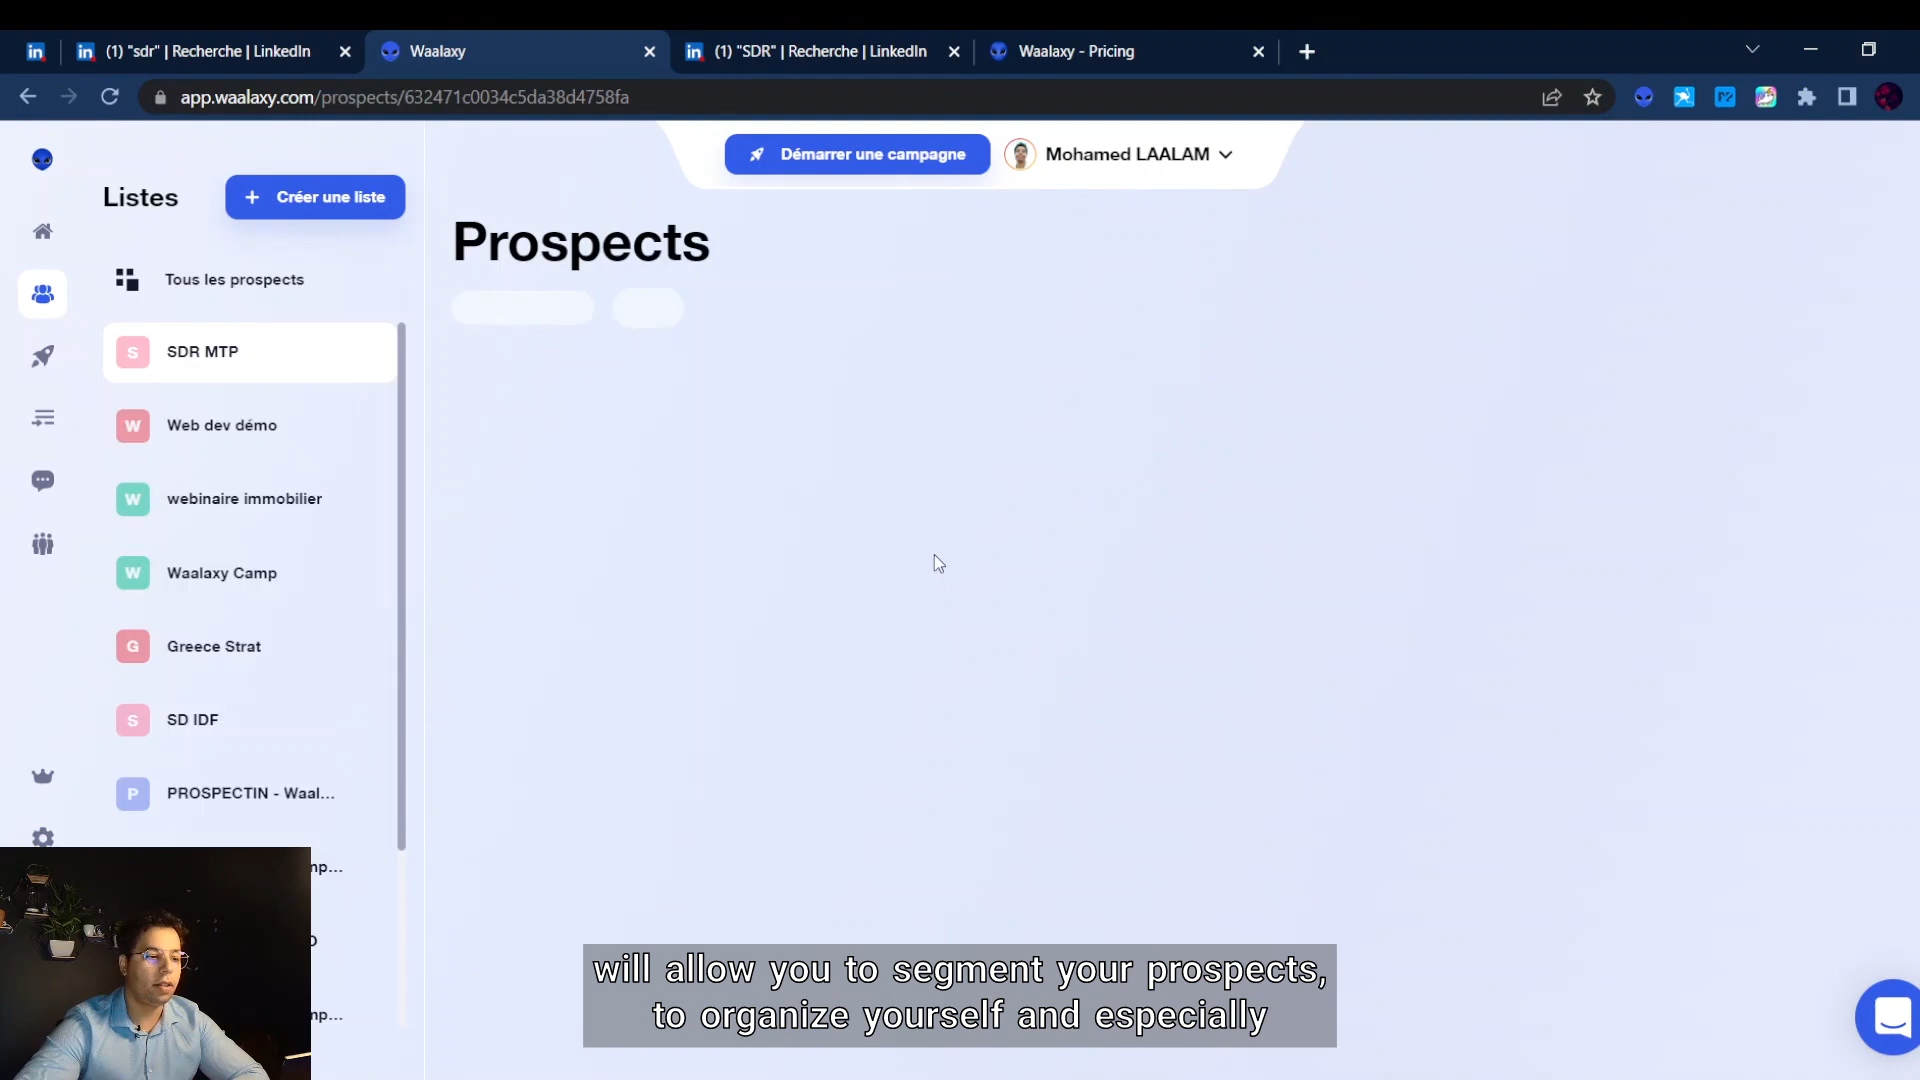 (1) "sdr" | Recherche | LinkedIn
Waalaxy
(1) "SDR" | Recherche | LinkedIn
Waalaxy - Pricing
app.waalaxy.com/prospects/632471c0034c5da38d4758fa
Démarrer une campagne
Mohamed LAALAM
Listes
Créer une liste
Prospects
Tous les prospects
S SDR MTP
W Web dev démo
W webinaire immobilier
W Waalaxy Camp
G Greece Strat
S SD IDF
P PROSPECTIN - Waal...
mp...
mp...
will allow you to segment your prospects,
to organize yourself and especially